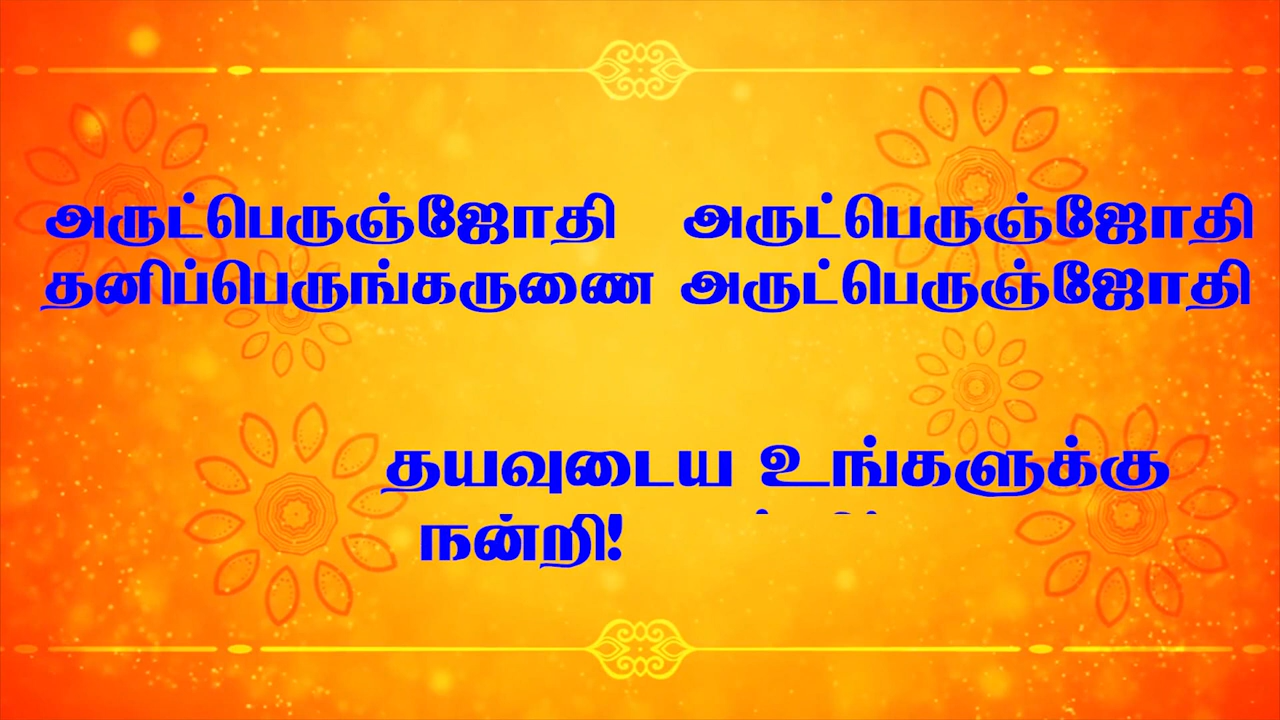 அருட்பெருஞ்ஜோதி அருட்பெருஞ்ஜோதி
தனிப்பெருங்கருணை அருட்பெருஞ்ஜோதி
தயவுடைய உங்களுக்கு
நன்றி!